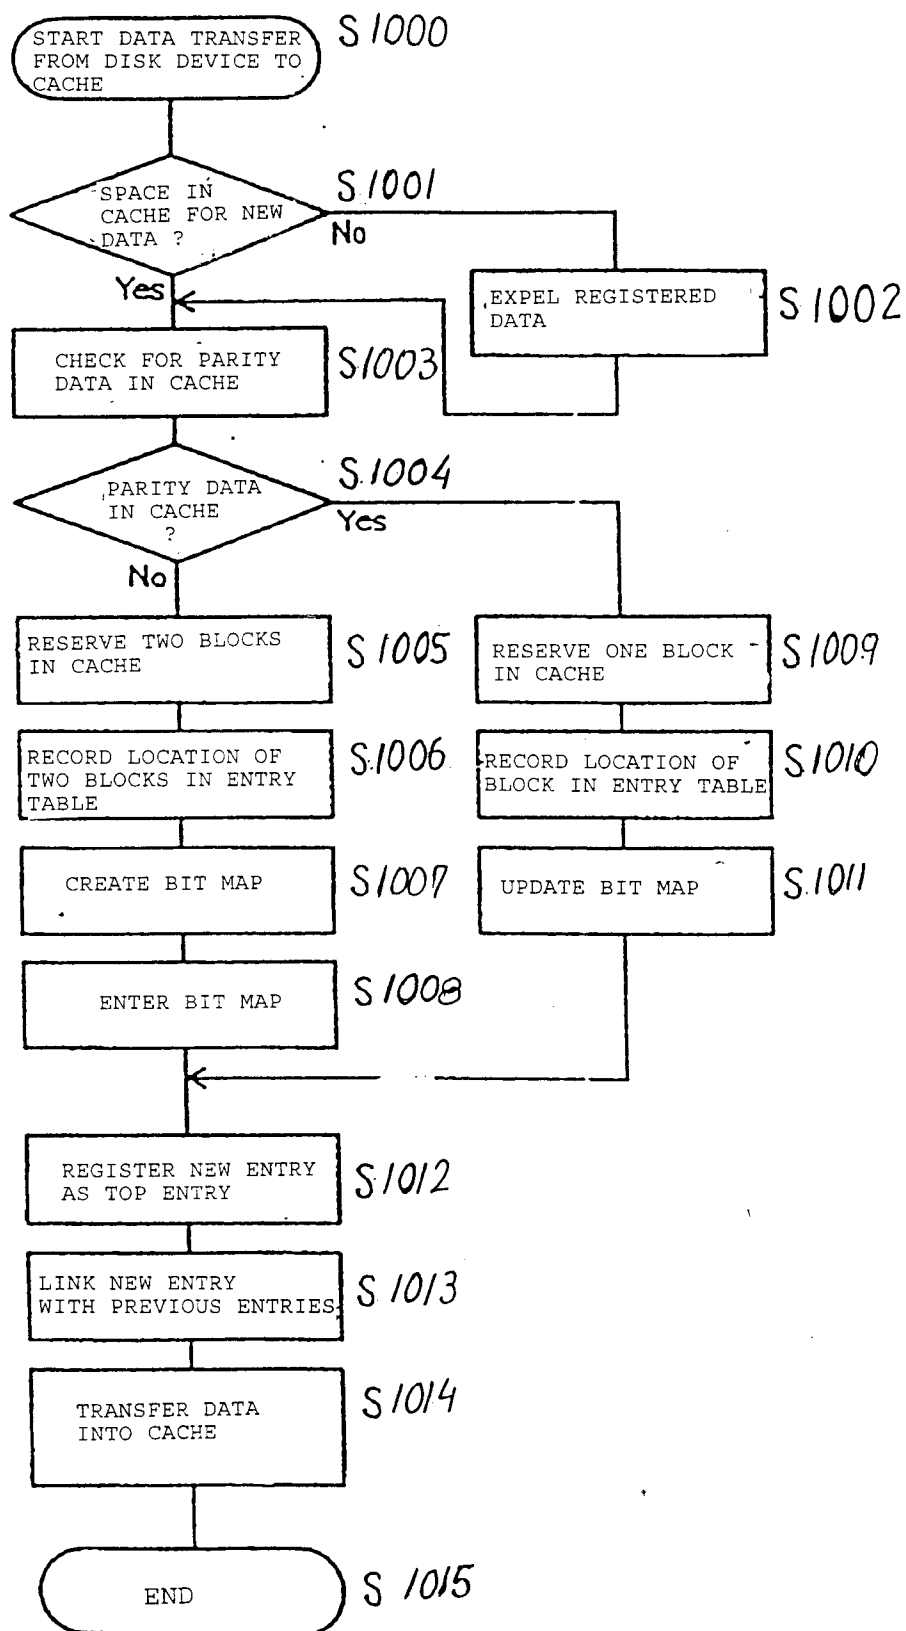 START DATA TRANSFER
FROM DISK DEVICE TO
CACHE
S1000
SPACE IN
CACHE FOR NEW
DATA ?
S1001
No
Yes
EXPEL REGISTERED
DATA
S1002
CHECK FOR PARITY
DATA IN CACHE
S1003
PARITY DATA
IN CACHE
?
S1004
Yes
No
RESERVE TWO BLOCKS
IN CACHE
S1005
RESERVE ONE BLOCK
IN CACHE
S1009
RECORD LOCATION OF
TWO BLOCKS IN ENTRY
TABLE
S1006
RECORD LOCATION OF
BLOCK IN ENTRY TABLE
S1010
CREATE BIT MAP
S1007
UPDATE BIT MAP
S1011
ENTER BIT MAP
S1008
REGISTER NEW ENTRY
AS TOP ENTRY
S1012
LINK NEW ENTRY
WITH PREVIOUS ENTRIES
S1013
TRANSFER DATA
INTO CACHE
S1014
END
S1015